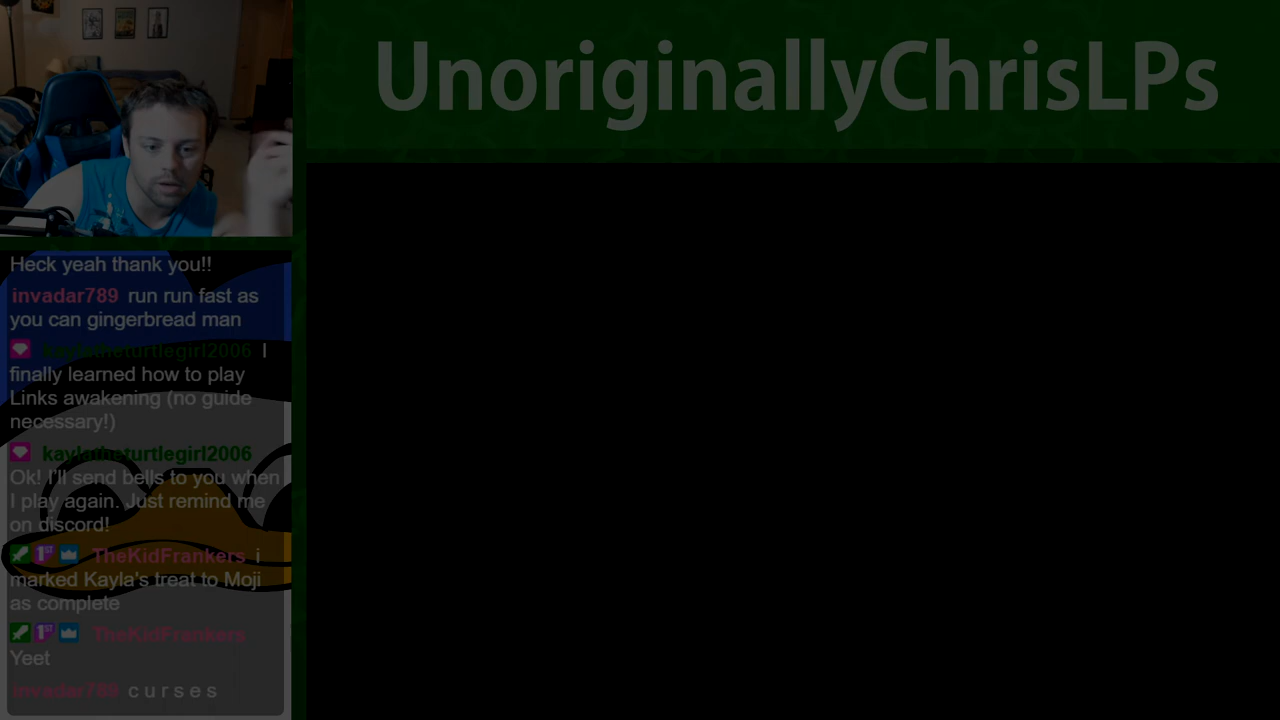 UnoriginallyChrisLPs
Heck yeah thank you!!
invadar789 run run fast as
you can gingerbread man
kaylatheturtlegirl2006 I
finally learned how to play
Links awakening (no guide
necessary!)
kaylatheturtlegirl2006
Ok! I'll send bells to you when
I play again. Just remind me
on discord!
1ST TheKidFrankers i
marked Kayla's treat to Moji
as complete
1ST TheKidFrankers
Yeet
invadar789 c u r s e s